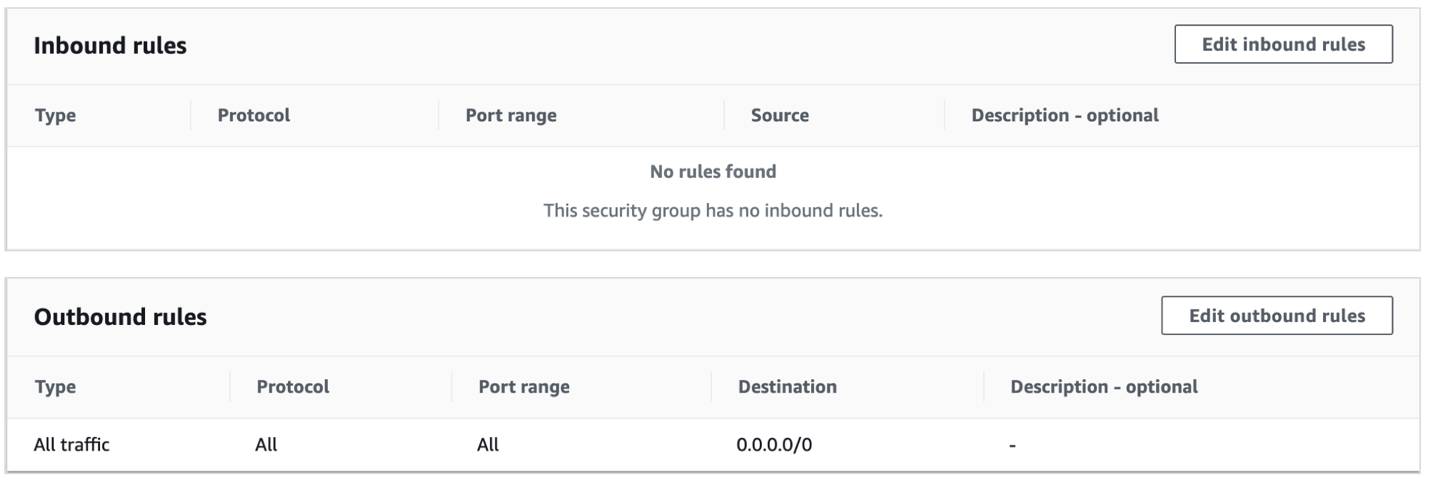 Inbound rules Edit inbound rules
Type Protocol Port range Source Description - optional
No rules found
This security group has no inbound rules.
Outbound rules Edit outbound rules
Type Protocol Port range Destination Description - optional
All traffic All All 0.0.0.0/0 -